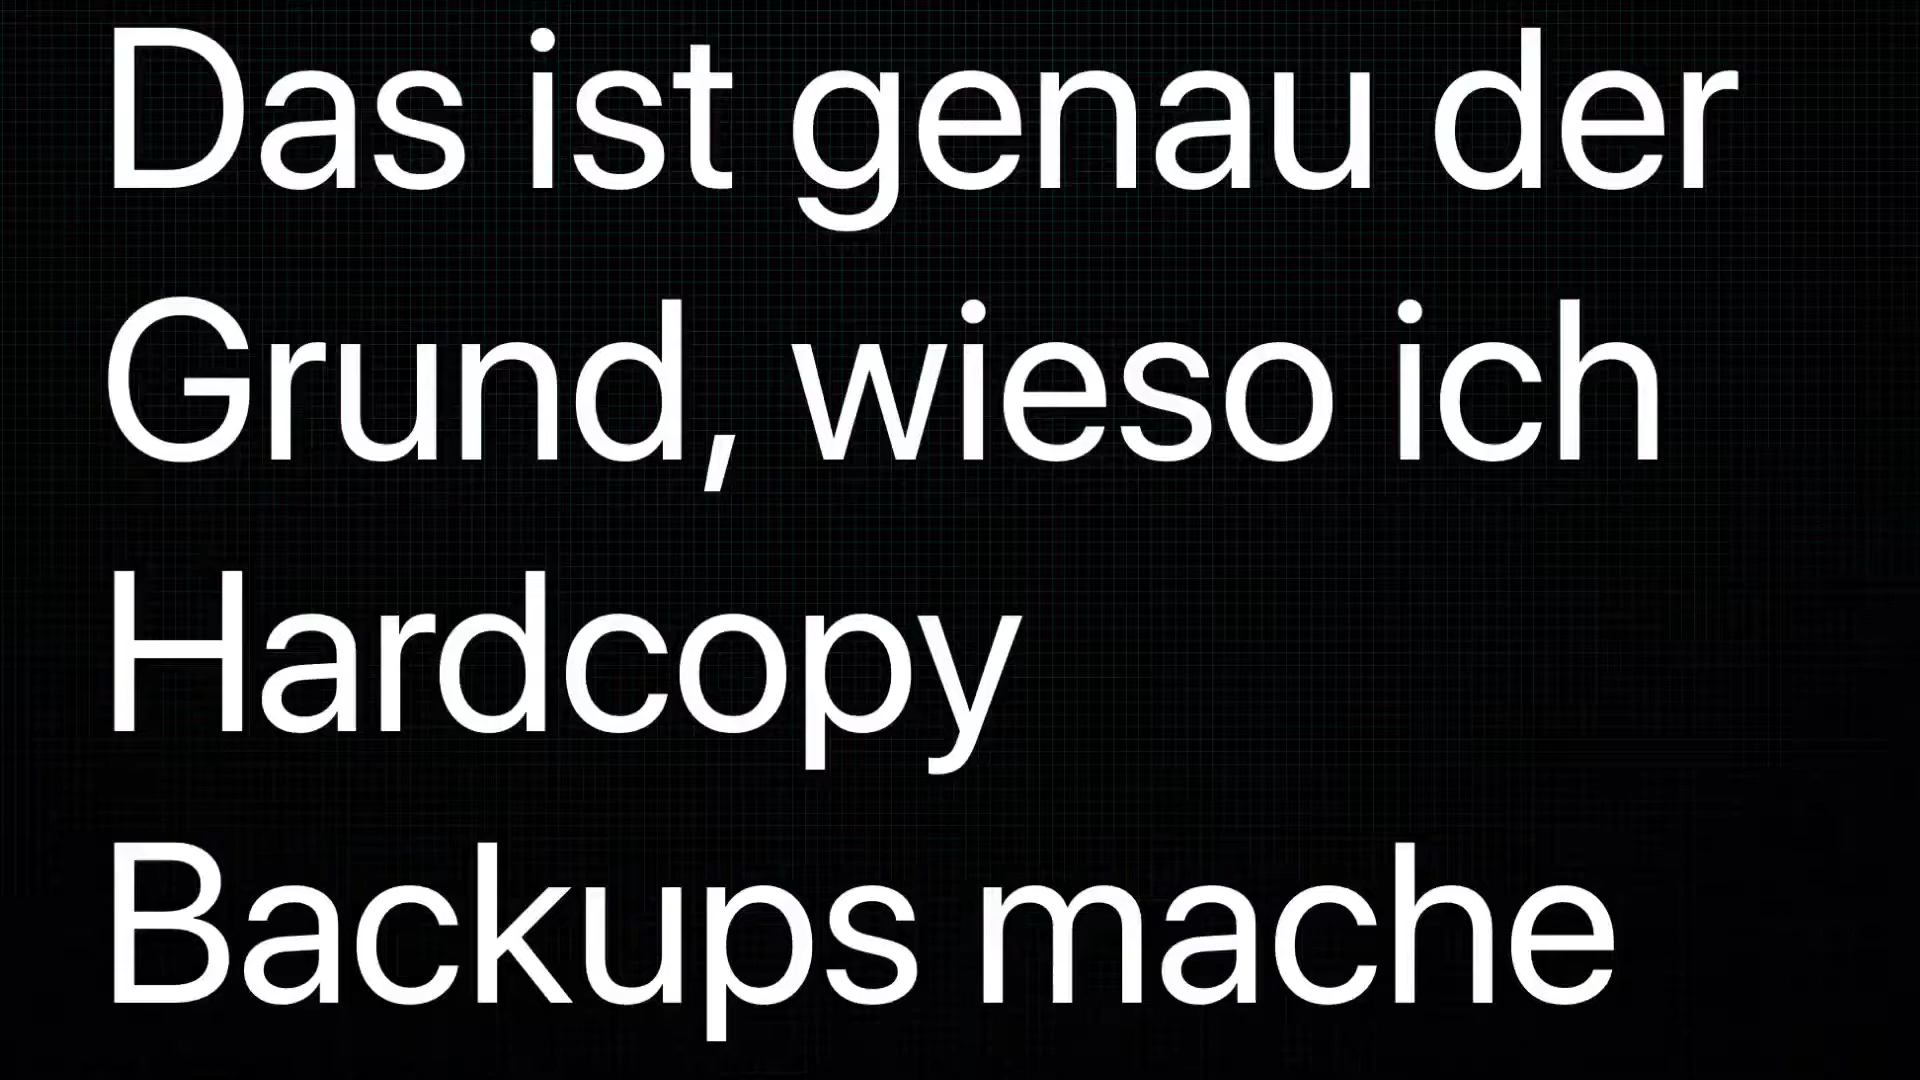 Das ist genau der
Grund, wieso ich
Hardcopy
Backups mache